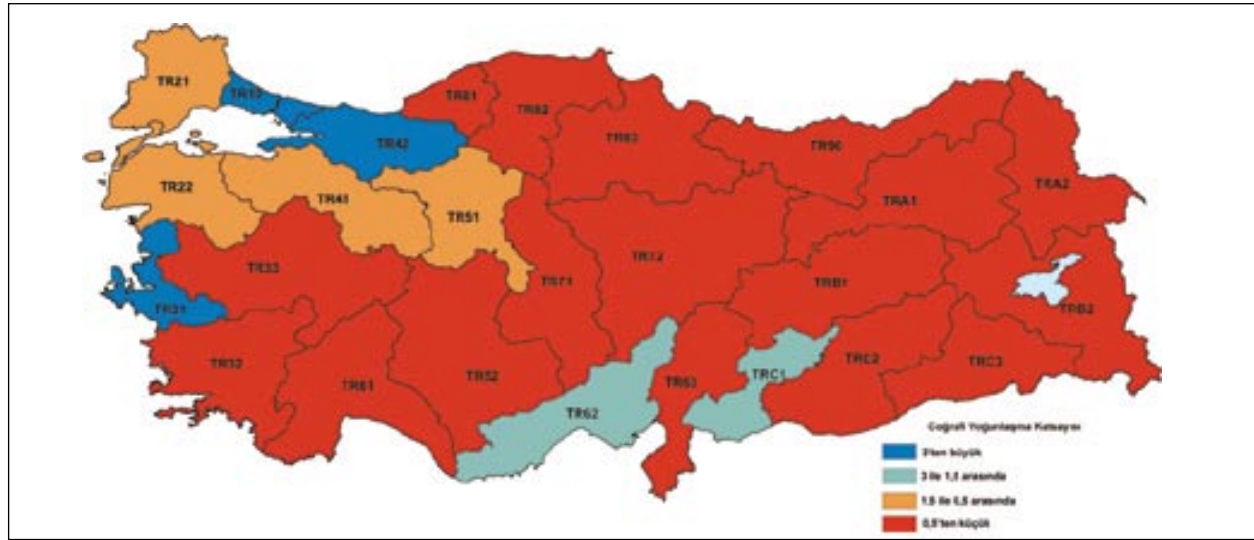 TR21
TR10
TR42
TR81
TR82
TR83
TR90
TRA2
TRA1
TR22
TR41
TR51
TR72
TR33
TR71
TRB1
TRB2
TR31
TR32
TR61
TR52
TR62
TR63
TRC1
TRC2
TRC3
Coğrafi Yoğunlaşma Katsayısı
3'ten büyük
3 ile 1,5 arasında
1.5 ile 0,5 arasında
0,5'ten küçük